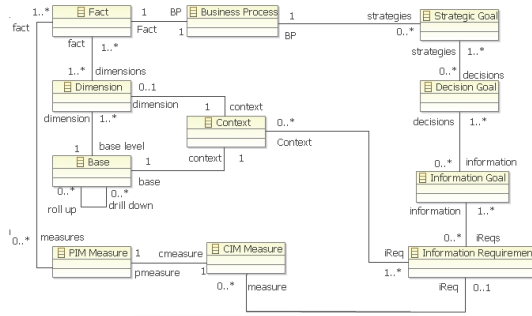 1..* Fact 1 BP Business Process 1 strategies Strategic Goal
fact Fact 1 BP 0..*
fact 1..* strategies 1..*
1..* dimensions 0..* decisions
Dimension 0..1 Decision Goal
dimension 1 context
dimension 1..* Context 0..* decisions 1..*
1 base level Context
context 1
Base 1 0..* information
base Information Goal
0..* 0..*
roll up drill down information 1..*
0..* measures 0..* iReqs
PIM Measure 1 cmeasure CIM Measure iReq Information Requirement
pmeasure 1 1..*
0..* measure iReq 0..1